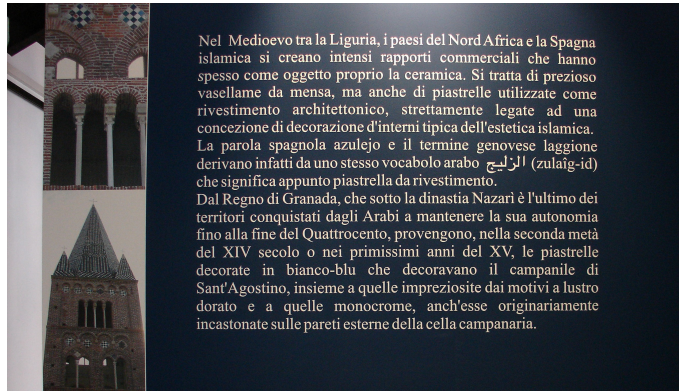 Nel Medioevo tra la Liguria, i paesi del Nord Africa e la Spagna
islamica si creano intensi rapporti commerciali che hanno
spesso come oggetto proprio la ceramica. Si tratta di prezioso
vasellame da mensa, ma anche di piastrelle utilizzate come
rivestimento architettonico, strettamente legate ad una
concezione di decorazione d'interni tipica dell'estetica islamica.
La parola spagnola azulejo e il termine genovese laggione
derivano infatti da uno stesso vocabolo arabo الزليج (zulaîg-id)
che significa appunto piastrella da rivestimento.
Dal Regno di Granada, che sotto la dinastia Nazarì è l'ultimo dei
territori conquistati dagli Arabi a mantenere la sua autonomia
fino alla fine del Quattrocento, provengono, nella seconda metà
del XIV secolo o nei primissimi anni del XV, le piastrelle
decorate in bianco-blu che decoravano il campanile di
Sant'Agostino, insieme a quelle impreziosite dai motivi a lustro
dorato e a quelle monocrome, anch'esse originariamente
incastonate sulle pareti esterne della cella campanaria.